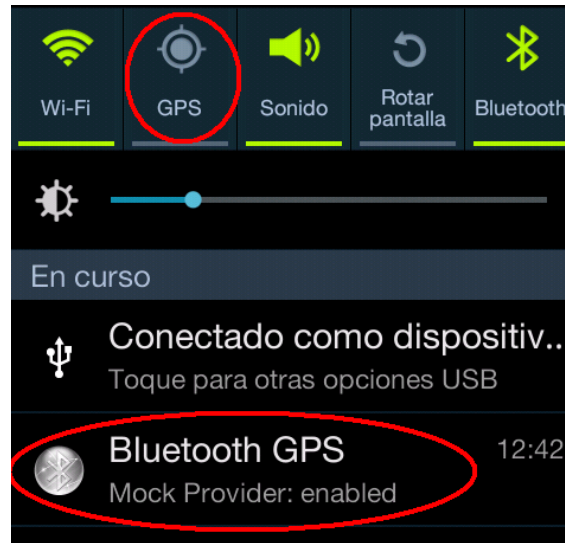 Wi-Fi GPS Sonido Rotar pantalla Bluetooth
En curso
Conectado como dispositiv..
Toque para otras opciones USB
Bluetooth GPS 12:42
Mock Provider: enabled